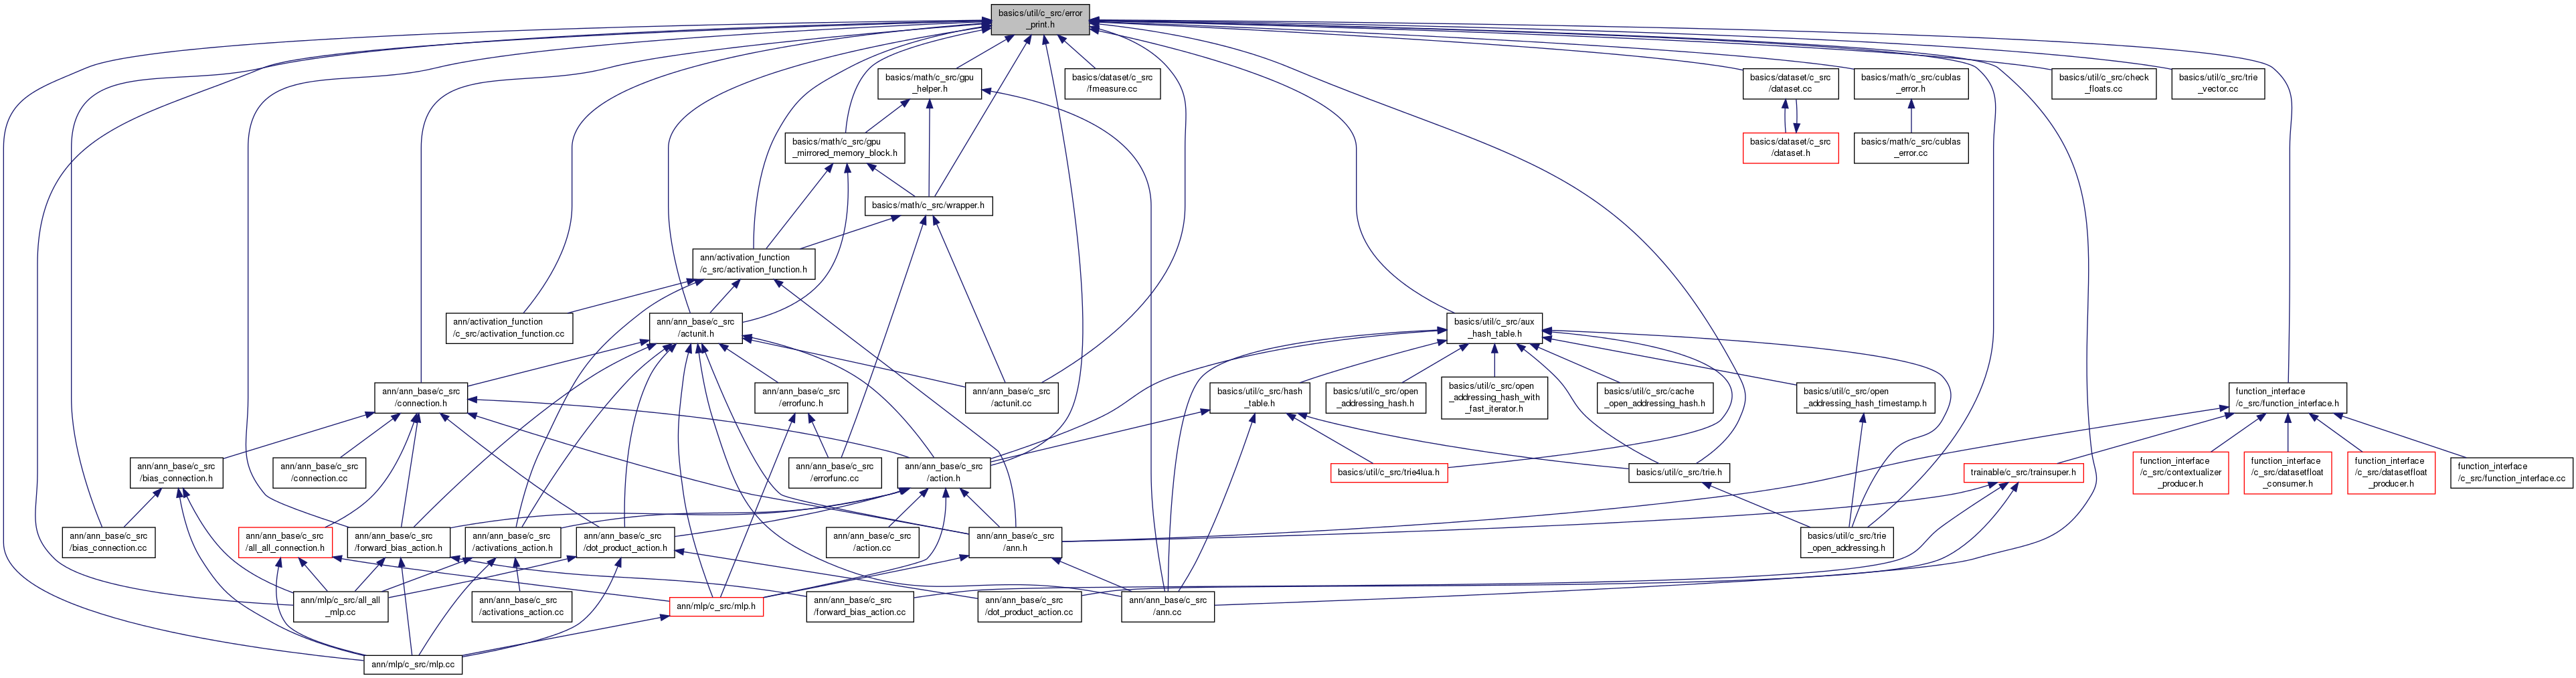 basics/util/c_src/error
_print.h
basics/math/c_src/gpu
_helper.h
basics/dataset/c_src
/fmeasure.cc
basics/dataset/c_src
/dataset.cc
basics/math/c_src/cublas
_error.h
basics/util/c_src/check
_floats.cc
basics/util/c_src/trie
_vector.cc
basics/math/c_src/gpu
_mirrored_memory_block.h
basics/dataset/c_src
/dataset.h
basics/math/c_src/cublas
_error.cc
basics/math/c_src/wrapper.h
ann/activation_function
/c_src/activation_function.h
ann/activation_function
/c_src/activation_function.cc
ann/ann_base/c_src
/actunit.h
basics/util/c_src/aux
_hash_table.h
ann/ann_base/c_src
/connection.h
ann/ann_base/c_src
/errorfunc.h
ann/ann_base/c_src
/actunit.cc
basics/util/c_src/hash
_table.h
basics/util/c_src/open
_addressing_hash.h
basics/util/c_src/open
_addressing_hash_with
_fast_iterator.h
basics/util/c_src/cache
_open_addressing_hash.h
basics/util/c_src/open
_addressing_hash_timestamp.h
function_interface
/c_src/function_interface.h
ann/ann_base/c_src
/bias_connection.h
ann/ann_base/c_src
/connection.cc
ann/ann_base/c_src
/errorfunc.cc
ann/ann_base/c_src
/action.h
basics/util/c_src/trie4lua.h
basics/util/c_src/trie.h
trainable/c_src/trainsuper.h
function_interface
/c_src/contextualizer
_producer.h
function_interface
/c_src/datasetfloat
_consumer.h
function_interface
/c_src/datasetfloat
_producer.h
function_interface
/c_src/function_interface.cc
ann/ann_base/c_src
/bias_connection.cc
ann/ann_base/c_src
/all_all_connection.h
ann/ann_base/c_src
/forward_bias_action.h
ann/ann_base/c_src
/activations_action.h
ann/ann_base/c_src
/dot_product_action.h
ann/ann_base/c_src
/action.cc
ann/ann_base/c_src
/ann.h
basics/util/c_src/trie
_open_addressing.h
ann/mlp/c_src/all_all
_mlp.cc
ann/ann_base/c_src
/activations_action.cc
ann/mlp/c_src/mlp.h
ann/ann_base/c_src
/forward_bias_action.cc
ann/ann_base/c_src
/dot_product_action.cc
ann/ann_base/c_src
/ann.cc
ann/mlp/c_src/mlp.cc